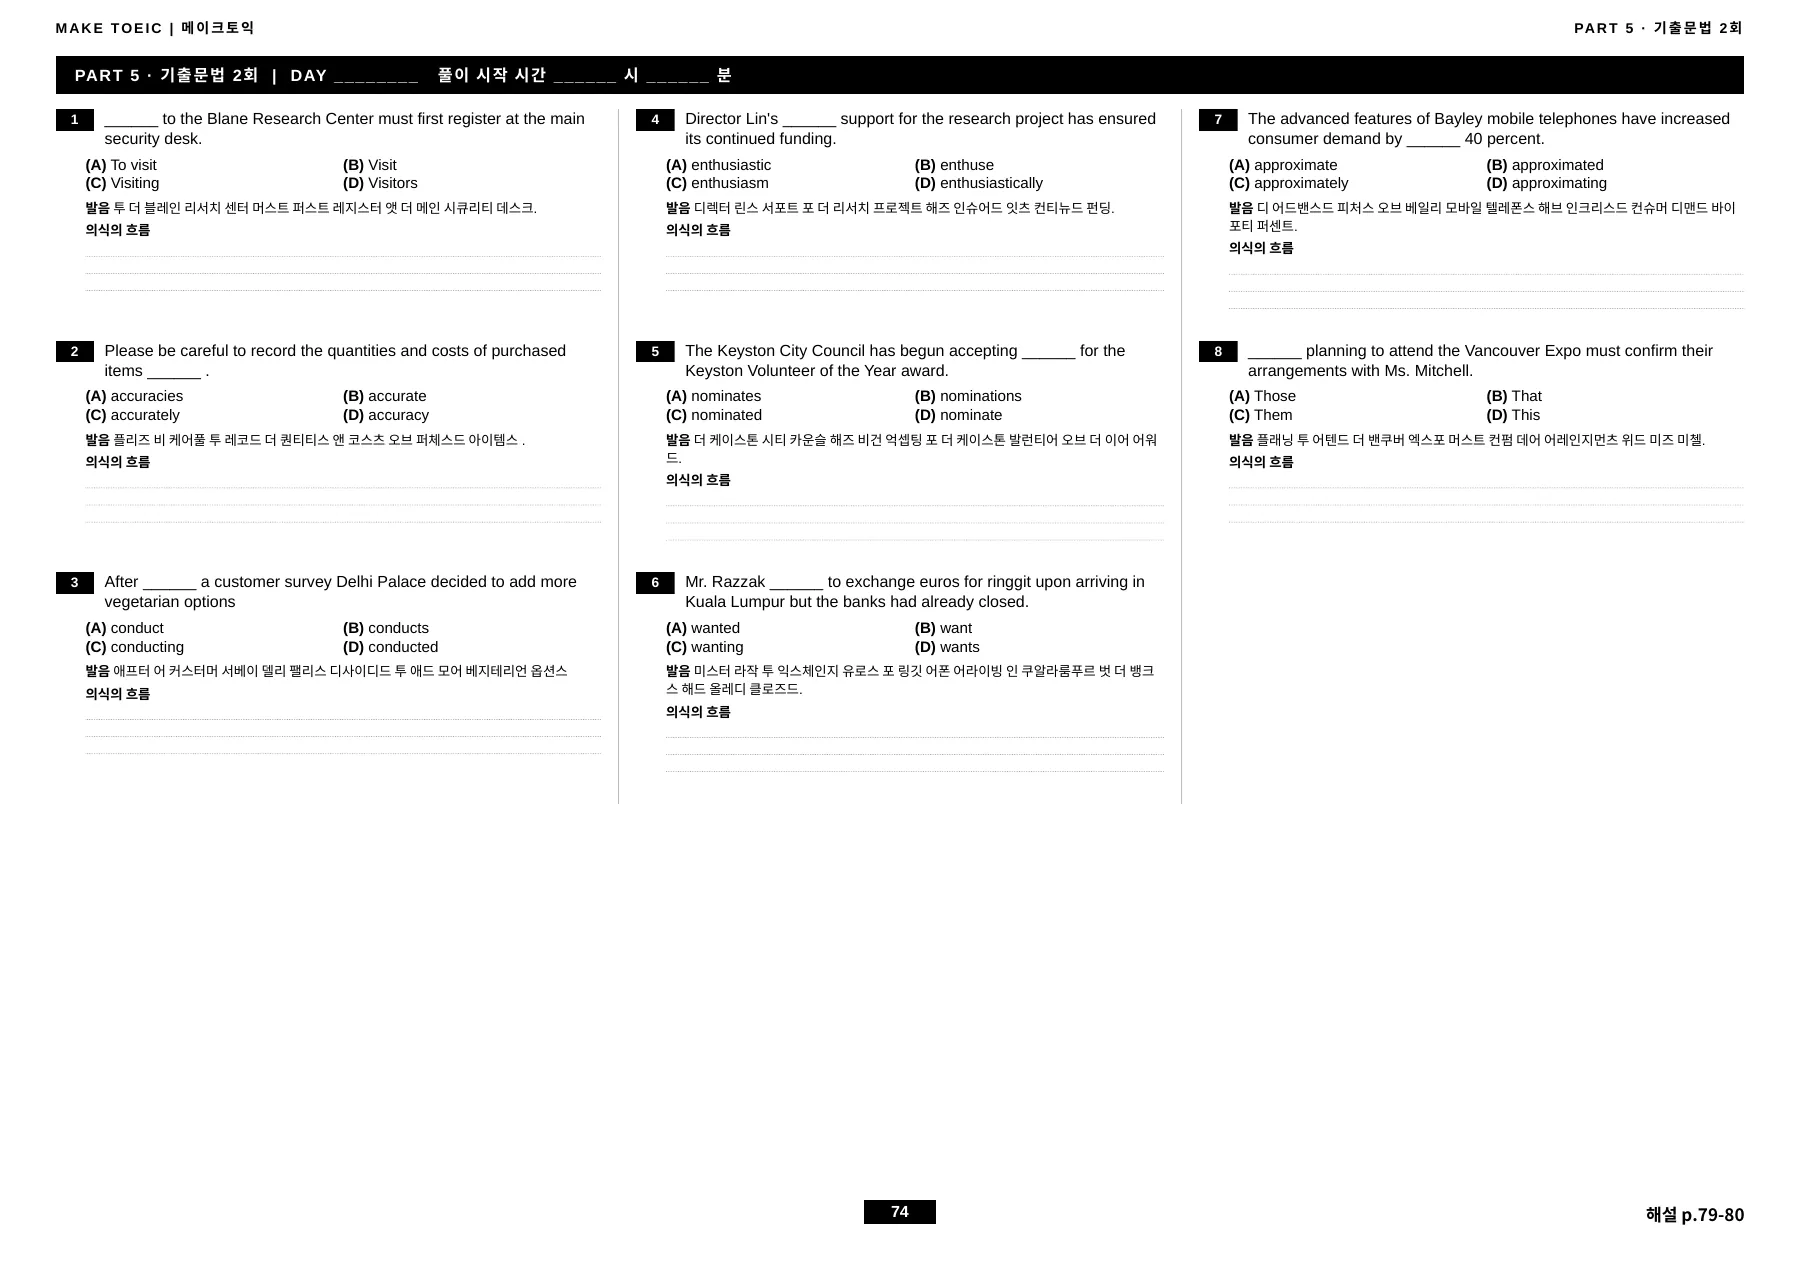 MAKE TOEIC | 메이크토익
PART 5 · 기출문법 2회
PART 5 · 기출문법 2회 | DAY ________ 풀이 시작 시간 ______ 시 ______ 분
1
______ to the Blane Research Center must first register at the main
security desk.
(A) To visit (B) Visit
(C) Visiting (D) Visitors
발음 투 더 블레인 리서치 센터 머스트 퍼스트 레지스터 앳 더 메인 시큐리티 데스크.
의식의 흐름
2
Please be careful to record the quantities and costs of purchased
items ______ .
(A) accuracies (B) accurate
(C) accurately (D) accuracy
발음 플리즈 비 케어풀 투 레코드 더 퀀티티스 앤 코스츠 오브 퍼체스드 아이템스 .
의식의 흐름
3
After ______ a customer survey Delhi Palace decided to add more
vegetarian options
(A) conduct (B) conducts
(C) conducting (D) conducted
발음 애프터 어 커스터머 서베이 델리 팰리스 디사이디드 투 애드 모어 베지테리언 옵션스
의식의 흐름
4
Director Lin's ______ support for the research project has ensured
its continued funding.
(A) enthusiastic (B) enthuse
(C) enthusiasm (D) enthusiastically
발음 디렉터 린스 서포트 포 더 리서치 프로젝트 해즈 인슈어드 잇츠 컨티뉴드 펀딩.
의식의 흐름
5
The Keyston City Council has begun accepting ______ for the
Keyston Volunteer of the Year award.
(A) nominates (B) nominations
(C) nominated (D) nominate
발음 더 케이스톤 시티 카운슬 해즈 비건 억셉팅 포 더 케이스톤 발런티어 오브 더 이어 어워
드.
의식의 흐름
6
Mr. Razzak ______ to exchange euros for ringgit upon arriving in
Kuala Lumpur but the banks had already closed.
(A) wanted (B) want
(C) wanting (D) wants
발음 미스터 라작 투 익스체인지 유로스 포 링깃 어폰 어라이빙 인 쿠알라룸푸르 벗 더 뱅크
스 해드 올레디 클로즈드.
의식의 흐름
7
The advanced features of Bayley mobile telephones have increased
consumer demand by ______ 40 percent.
(A) approximate (B) approximated
(C) approximately (D) approximating
발음 디 어드밴스드 피처스 오브 베일리 모바일 텔레폰스 해브 인크리스드 컨슈머 디맨드 바이
포티 퍼센트.
의식의 흐름
8
______ planning to attend the Vancouver Expo must confirm their
arrangements with Ms. Mitchell.
(A) Those (B) That
(C) Them (D) This
발음 플래닝 투 어텐드 더 밴쿠버 엑스포 머스트 컨펌 데어 어레인지먼츠 위드 미즈 미첼.
의식의 흐름
74
해설 p.79-80